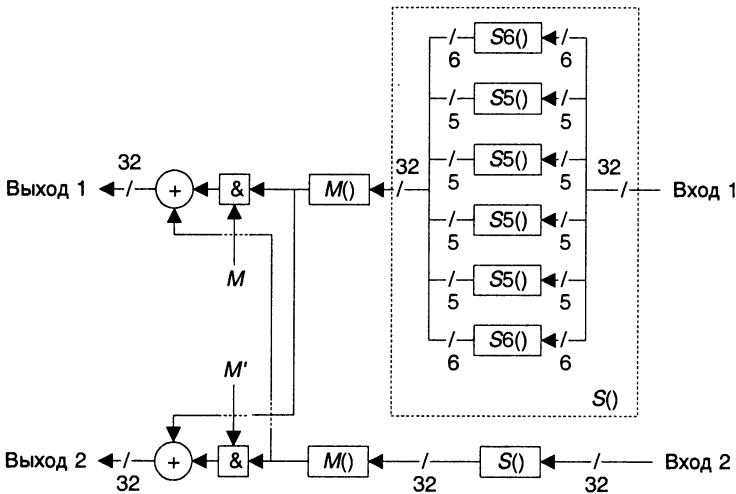 S6()
6 6
S5()
5 5
32 S5() 32
5 5
Выход 1 32 + & M() Вход 1
S5()
5 5
M
S5()
5 5
S6()
6 6
M'
S()
Выход 2 + & M() S() Вход 2
32 32 32